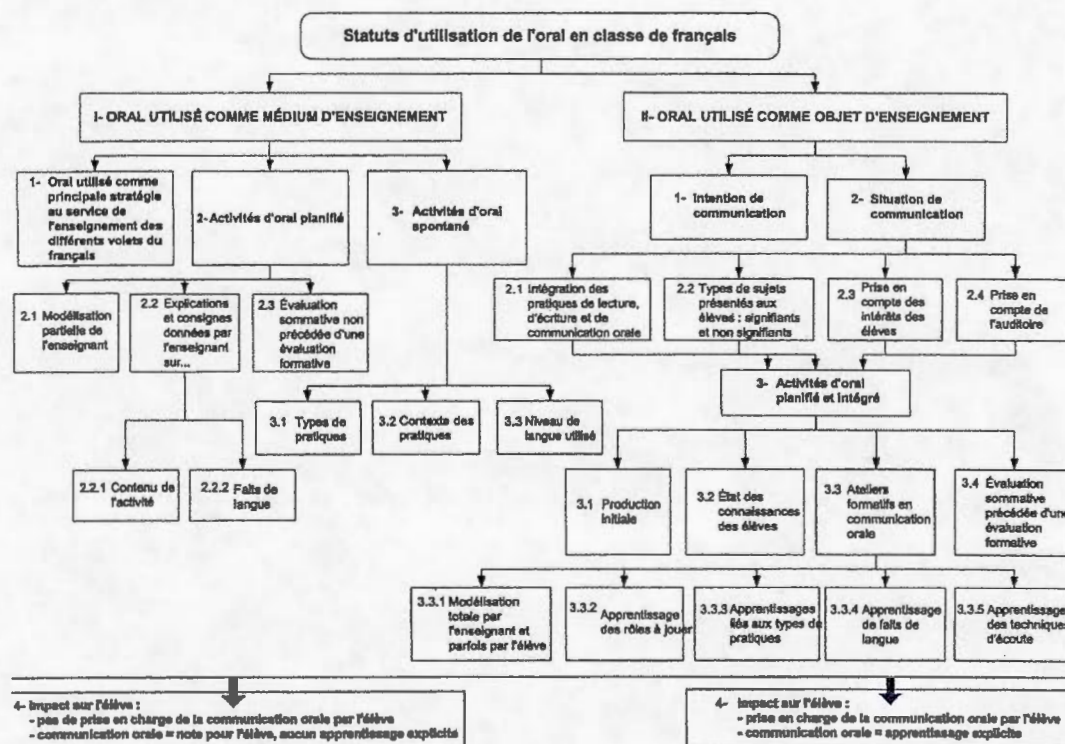 Statuts d'utilisation de l'oral en classe de français
I- ORAL UTILISÉ COMME MÉDIUM D'ENSEIGNEMENT
II- ORAL UTILISÉ COMME OBJET D'ENSEIGNEMENT
1- Oral utilisé comme
principale stratégie
au service de
l'enseignement des
différents volets du
français
2- Activités d'oral planifié
3- Activités d'oral
spontané
1- Intention de
communication
2- Situation de
communication
2.1
Modélisation
partielle de
l'enseignant
2.2 Explications
et consignes
données par
l'enseignant
sur...
2.3 Évaluation
sommative non
précédée d'une
évaluation
formative
2.1 Intégration des
pratiques de lecture,
d'écriture et de
communication orale
2.2 Types de sujets
présentés aux
élèves : signifiants
et non signifiants
2.3 Prise en
compte des
intérêts des
élèves
2.4 Prise en
compte de
l'auditoire
3- Activités d'oral
planifié et intégré
3.1 Types de
pratiques
3.2 Contexte des
pratiques
3.3 Niveau de
langue utilisé
2.2.1 Contenu de
l'activité
2.2.2 Faits de
langue
3.1 Production
initiale
3.2 État des
connaissances
des élèves
3.3 Ateliers
formatifs en
communication
orale
3.4 Évaluation
sommative
précédée d'une
évaluation
formative
3.3.1 Modélisation
totale par
l'enseignant et
parfois par l'élève
3.3.2 Apprentissage
des rôles à jouer
3.3.3 Apprentissages
liés aux types de
pratiques
3.3.4 Apprentissage
de faits de
langue
3.3.5 Apprentissage
des techniques
d'écoute
4- Impact sur l'élève :
- pas de prise en charge de la communication orale par l'élève
- communication orale = note pour l'élève, aucun apprentissage explicité
4- Impact sur l'élève :
- prise en charge de la communication orale par l'élève
- communication orale = apprentissage explicite